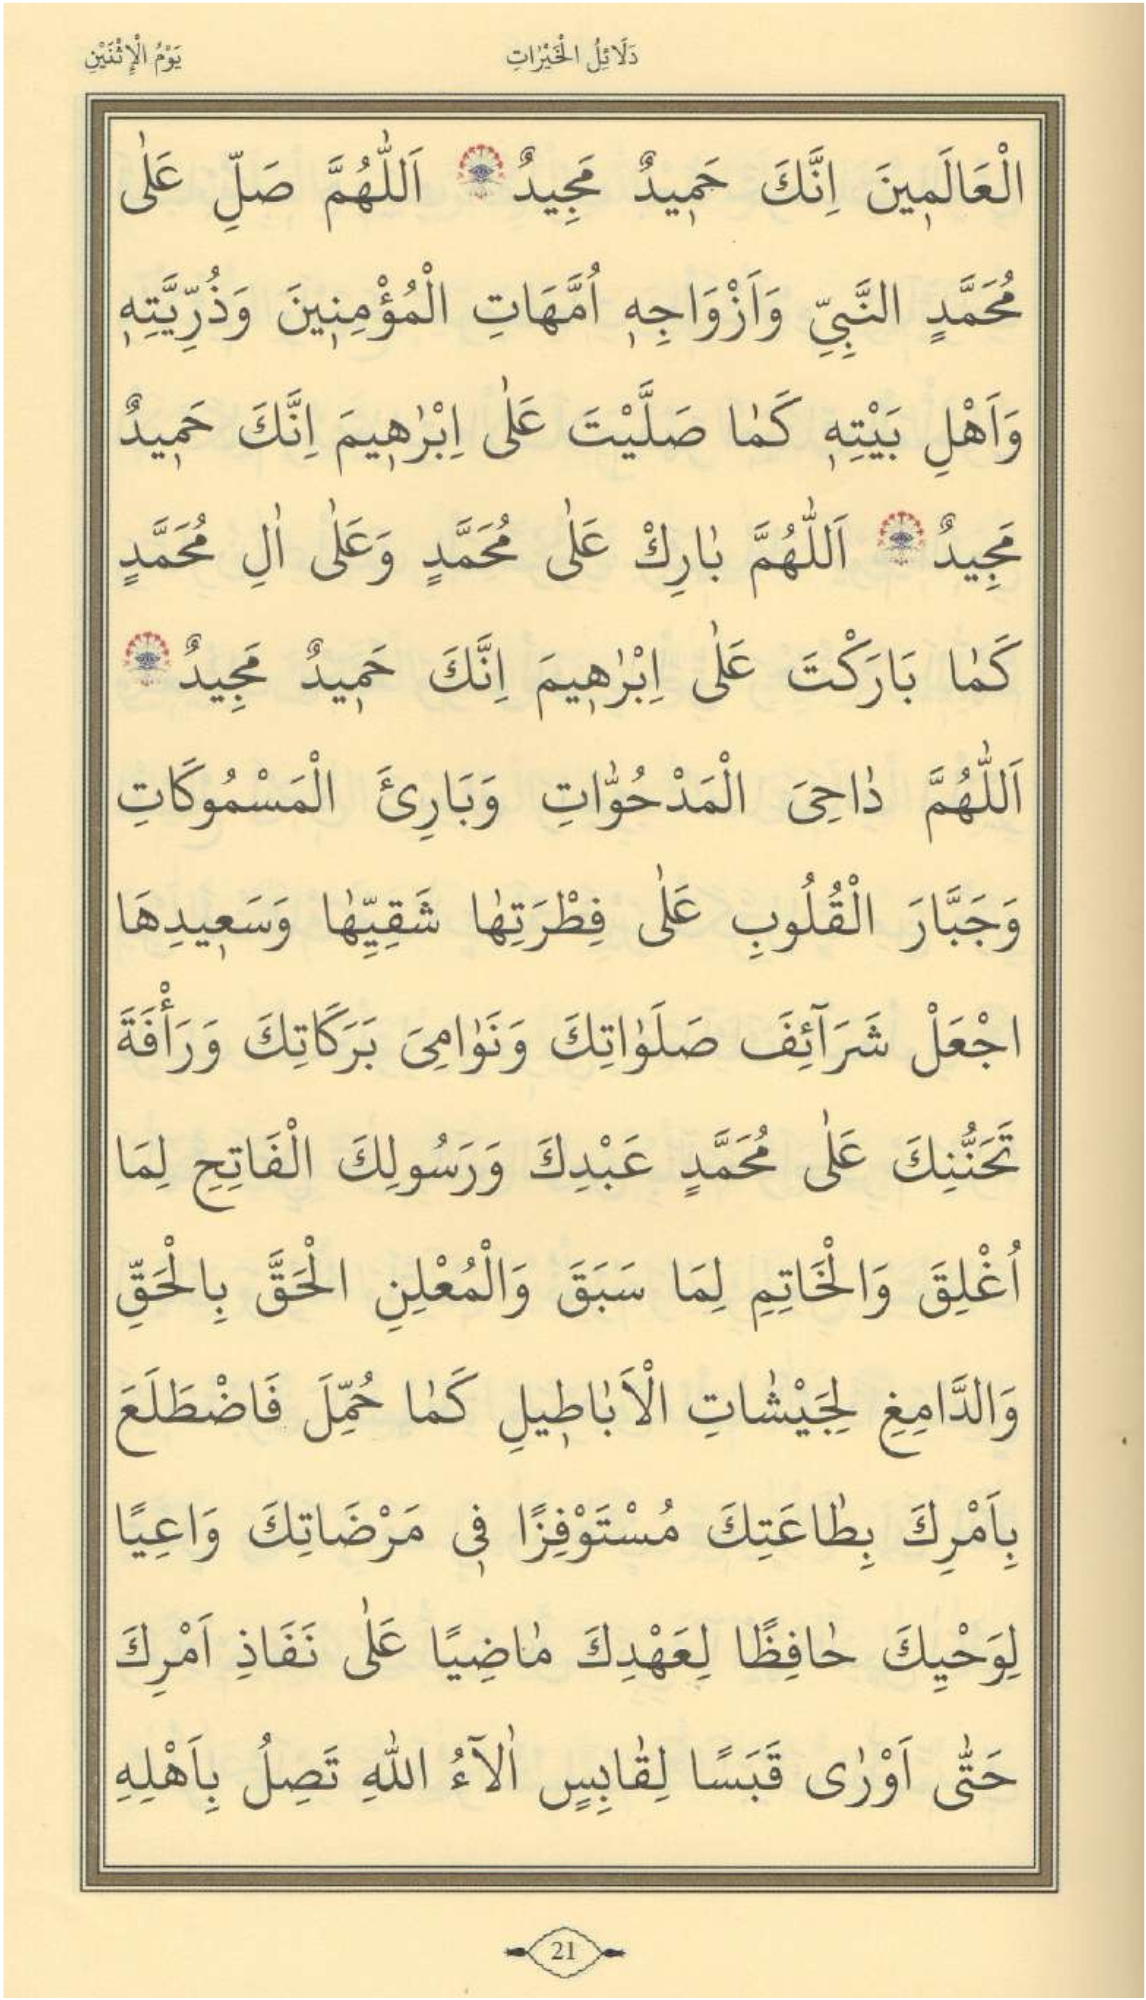 دَلَائِلُ الْخَيْرَاتِ يَوْمُ الْاِثْنَيْنِ
الْعَالَمٖينَ اِنَّكَ حَمٖيدٌ مَجِيدٌ اَللّٰهُمَّ صَلِّ عَلٰى
مُحَمَّدٍ النَّبِيِّ وَاَزْوَاجِهٖ اُمَّهَاتِ الْمُؤْمِنٖينَ وَذُرِّيَّتِهٖ
وَاَهْلِ بَيْتِهٖ كَمٰا صَلَّيْتَ عَلٰى اِبْرٰهٖيمَ اِنَّكَ حَمٖيدٌ
مَجِيدٌ اَللّٰهُمَّ بٰارِكْ عَلٰى مُحَمَّدٍ وَعَلٰى اٰلِ مُحَمَّدٍ
كَمٰا بَارَكْتَ عَلٰى اِبْرٰهٖيمَ اِنَّكَ حَمٖيدٌ مَجِيدٌ
اَللّٰهُمَّ دٰاحِىَ الْمَدْحُوّٰاتِ وَبَارِئَ الْمَسْمُوكَاتِ
وَجَبَّارَ الْقُلُوبِ عَلٰى فِطْرَتِهٰا شَقِيِّهٰا وَسَعٖيدِهَا
اجْعَلْ شَرَآئِفَ صَلَوٰاتِكَ وَنَوٰامِىَ بَرَكَاتِكَ وَرَأْفَةَ
تَحَنُّنِكَ عَلٰى مُحَمَّدٍ عَبْدِكَ وَرَسُولِكَ الْفَاتِحِ لِمَا
اُغْلِقَ وَالْخَاتِمِ لِمَا سَبَقَ وَالْمُعْلِنِ الْحَقَّ بِالْحَقِّ
وَالدَّامِغِ لِجَيْشٰاتِ الْاَبٰاطٖيلِ كَمٰا حُمِّلَ فَاضْطَلَعَ
بِاَمْرِكَ بِطٰاعَتِكَ مُسْتَوْفِزًا فٖى مَرْضَاتِكَ وَاعِيًا
لِوَحْيِكَ حٰافِظًا لِعَهْدِكَ مٰاضِيًا عَلٰى نَفَاذِ اَمْرِكَ
حَتّٰى اَوْرٰى قَبَسًا لِقٰابِسٍ اٰلَآءُ اللّٰهِ تَصِلُ بِاَهْلِهِ
21